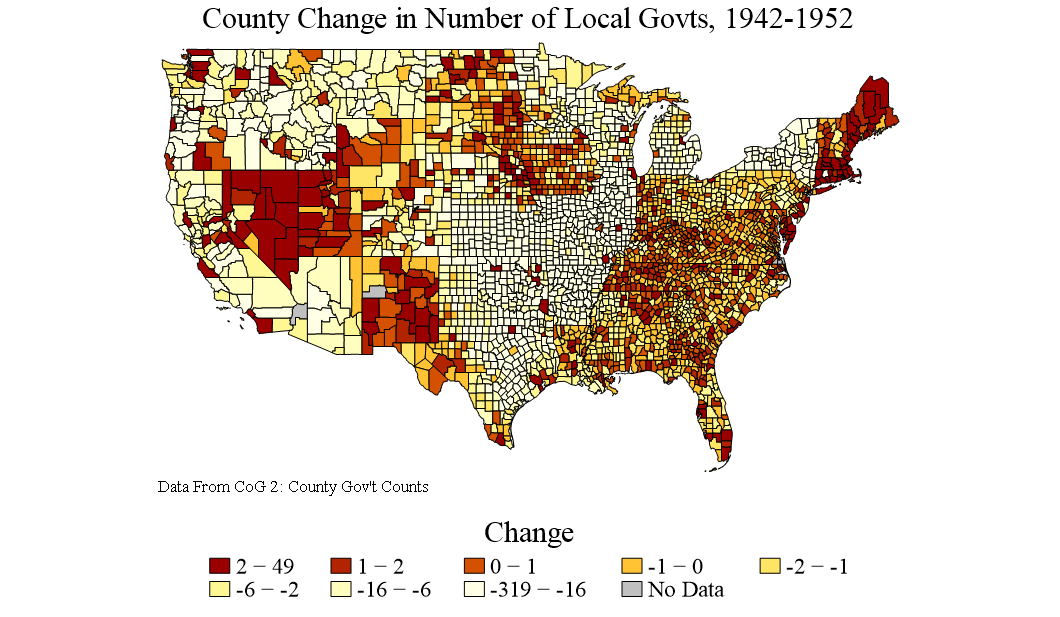 County Change in Number of Local Govts, 1942-1952
Data From CoG 2: County Gov't Counts
Change
2 − 49 1 − 2 0 − 1 -1 − 0 -2 − -1
-6 − -2 -16 − -6 -319 − -16 No Data